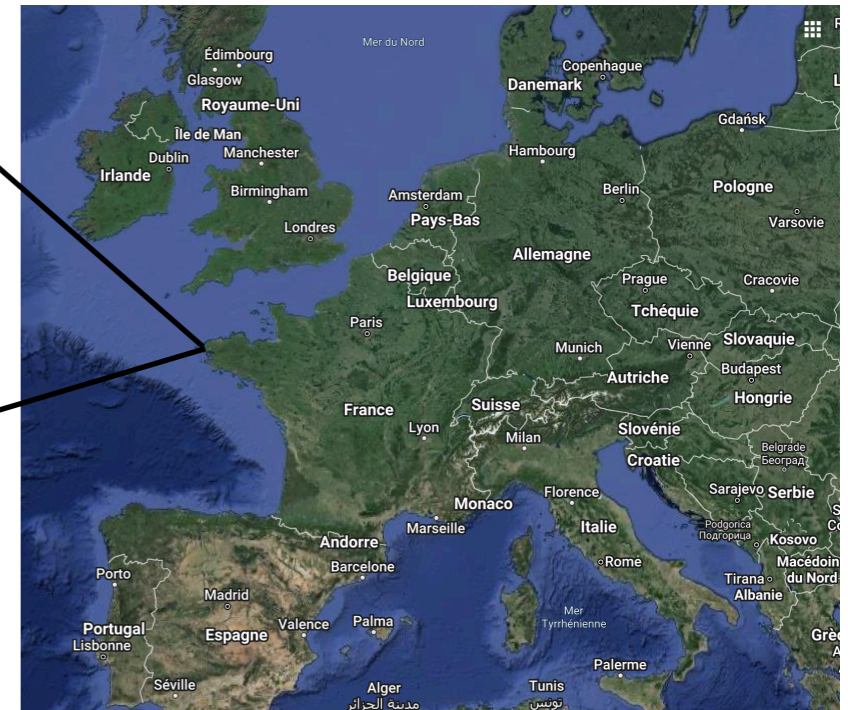 Mer du Nord
Édimbourg
Glasgow
Royaume-Uni
Copenhague
Danemark
Gdańsk
Île de Man
Dublin
Manchester
Irlande
Hambourg
Birmingham
Amsterdam
Berlin
Pologne
Londres
Pays-Bas
Varsovie
Allemagne
Belgique
Prague
Cracovie
Luxembourg
Tchéquie
Paris
Munich
Vienne
Slovaquie
Budapest
Autriche
Hongrie
France
Suisse
Lyon
Milan
Slovénie
Croatie
Belgrade
Београд
Florence
Sarajevo
Serbie
Monaco
Marseille
Italie
Podgorica
Подгорица
Kosovo
Andorre
Barcelone
Rome
Macédoin
du Nord
Porto
Tirana
Albanie
Madrid
Mer
Tyrrhénienne
Portugal
Lisbonne
Espagne
Valence
Palma
Grèc
Palerme
Séville
Alger
مدينة الجزائر
Tunis
تونس